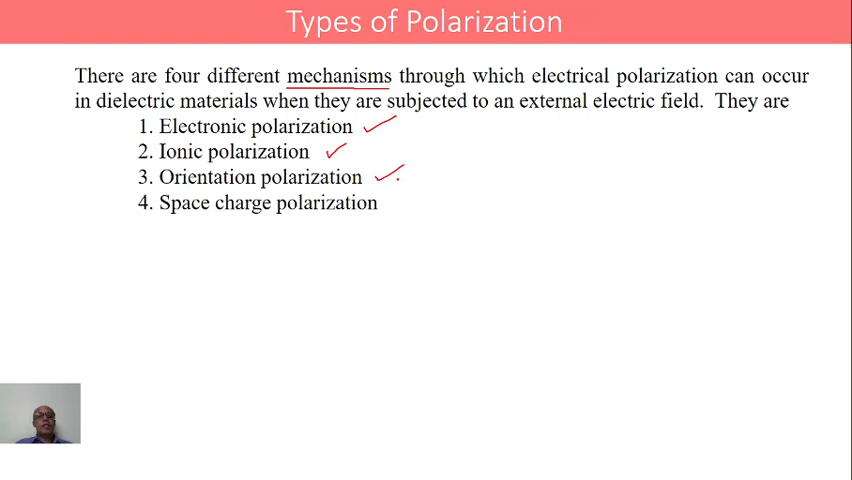 Types of Polarization
There are four different mechanisms through which electrical polarization can occur
in dielectric materials when they are subjected to an external electric field. They are
1. Electronic polarization
2. Ionic polarization
3. Orientation polarization
4. Space charge polarization